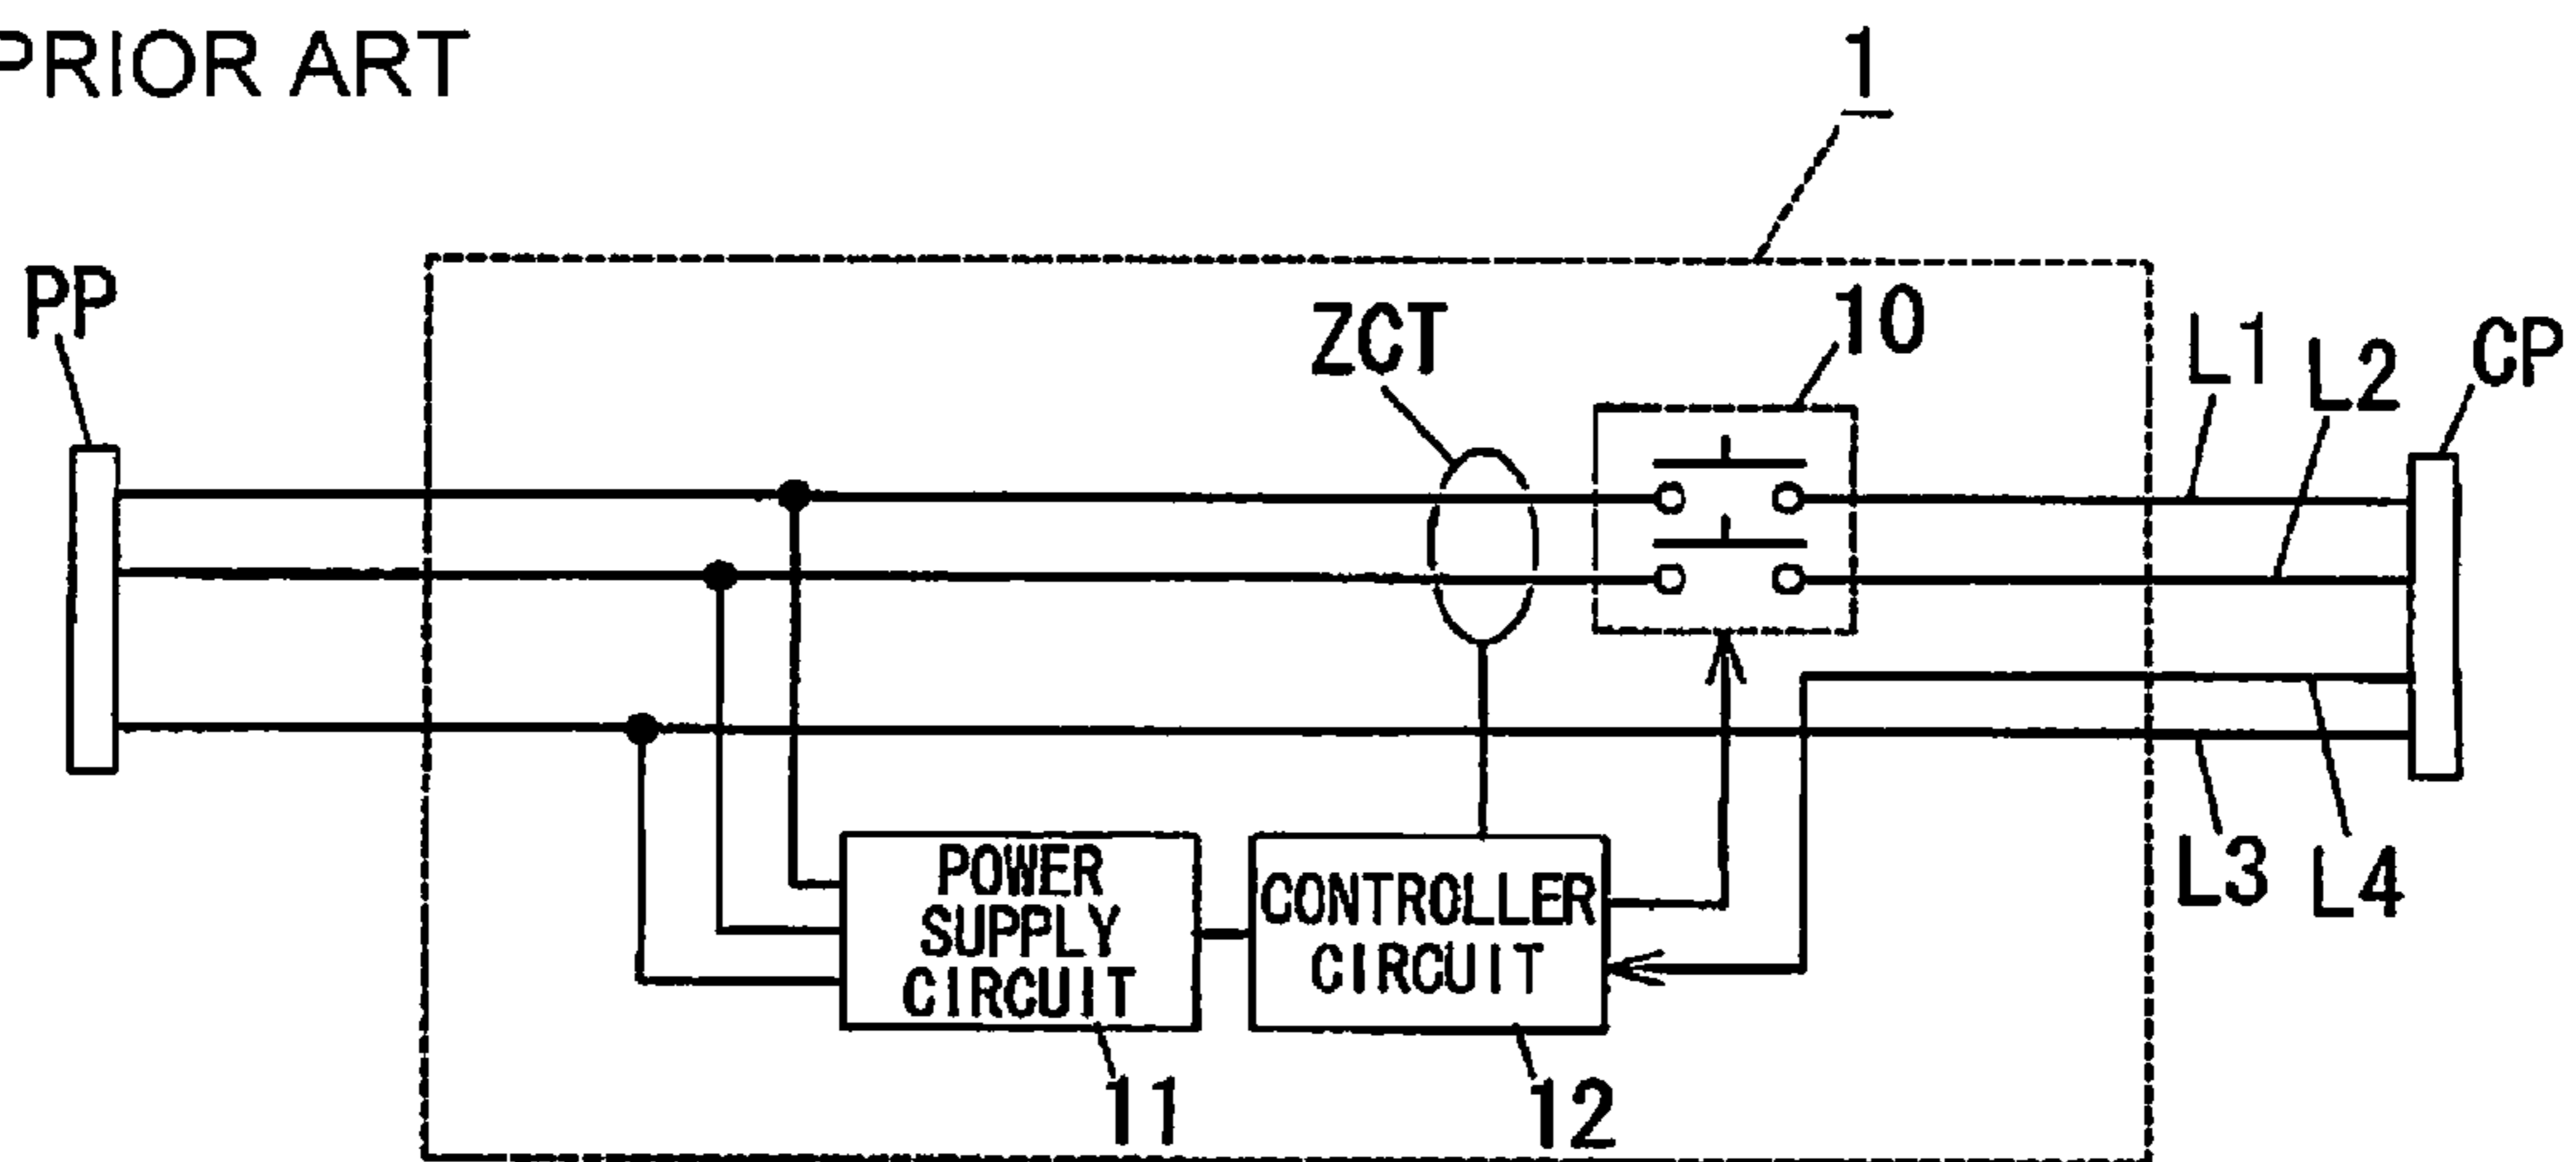 PRIOR ART
1
PP
ZCT
10
L1
L2
CP
POWER
SUPPLY
CIRCUIT
CONTROLLER
CIRCUIT
L3
L4
11
12